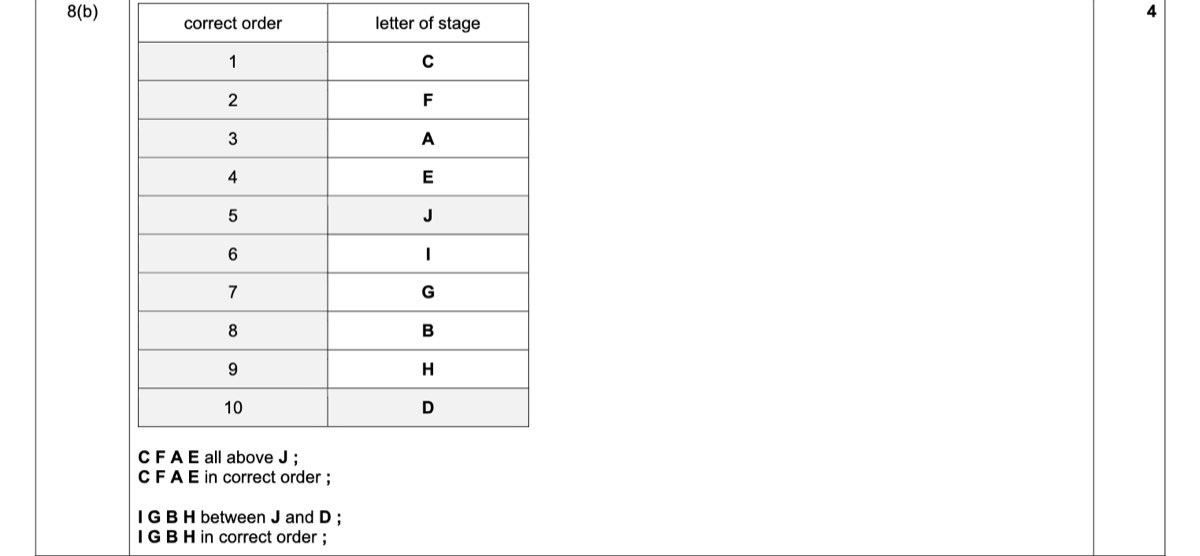 8(b)
correct order letter of stage
4
1 C
2 F
3 A
4 E
5 J
6 I
7 G
8 B
9 H
10 D
C F A E all above J ;
C F A E in correct order ;
I G B H between J and D ;
I G B H in correct order ;